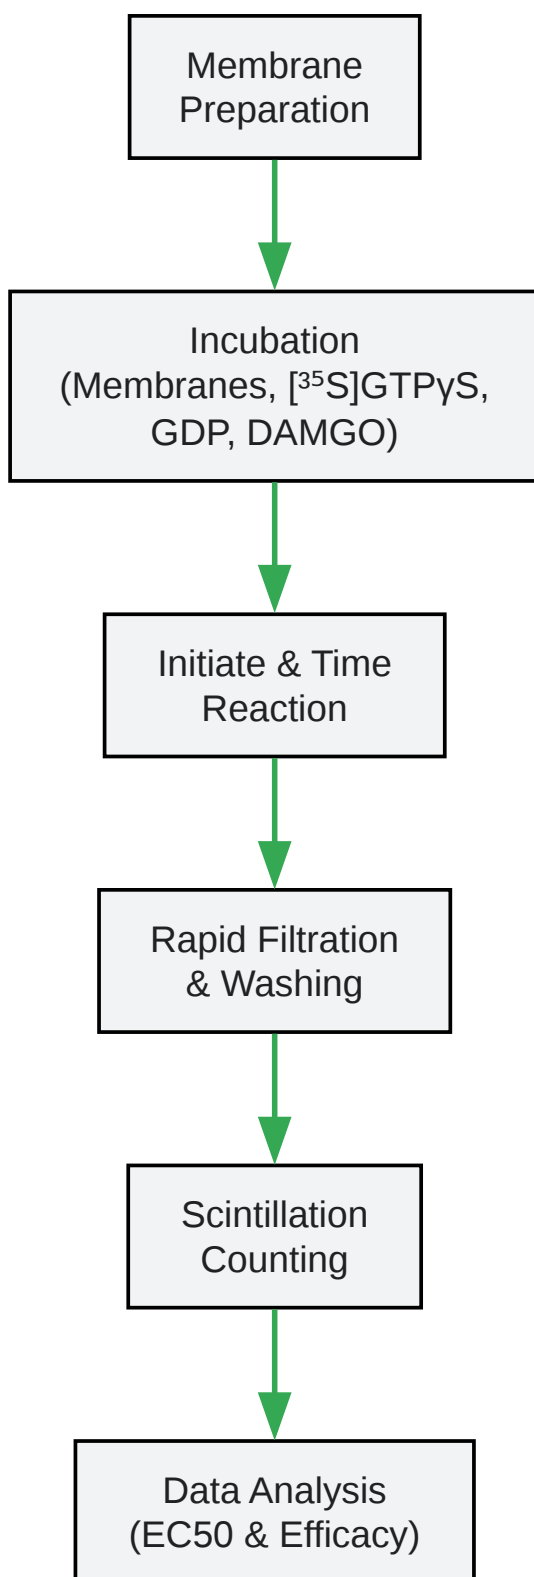 Membrane
Preparation
Incubation
(Membranes, [³⁵S]GTPγS,
GDP, DAMGO)
Initiate & Time
Reaction
Rapid Filtration
& Washing
Scintillation
Counting
Data Analysis
(EC50 & Efficacy)